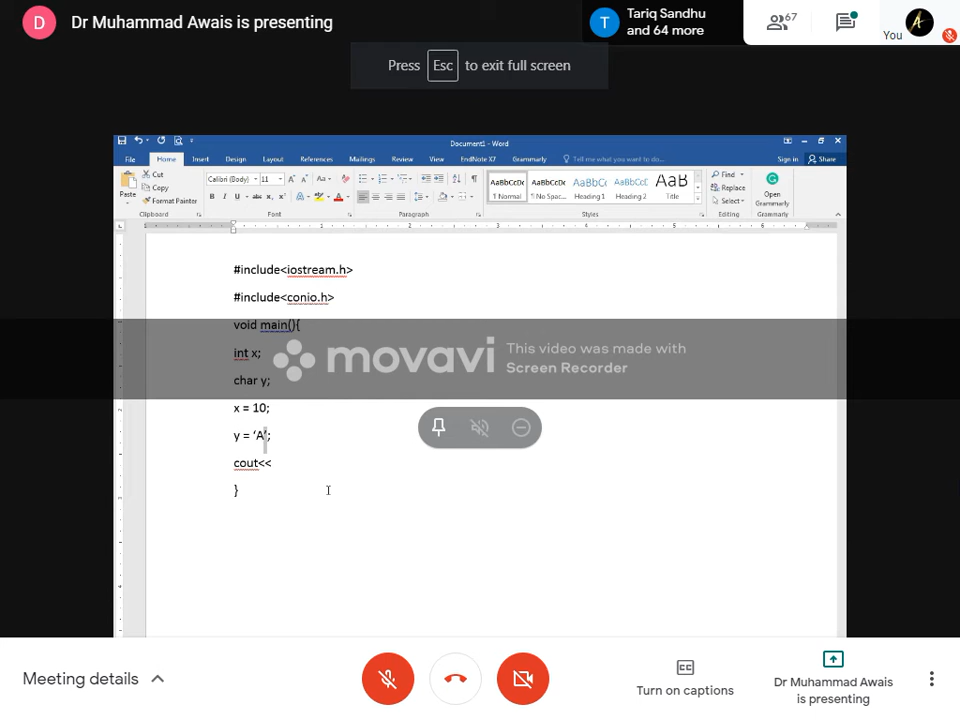 D Dr Muhammad Awais is presenting
T Tariq Sandhu and 64 more
67
You
Press Esc to exit full screen
Document1 - Word
File Home Insert Design Layout References Mailings Review View EndNote X7 Grammarly Tell me what you want to do... Sign in Share
Paste
Cut
Copy
Format Painter
Clipboard
Calibri (Body) 11
Font
Paragraph
AaBbCcDc AaBbCcDc AaBbCc AaBbCcD AaB
¶ Normal ¶ No Spac... Heading 1 Heading 2 Title
Styles
Find
Replace
Select
Editing
Open Grammarly
Grammarly
#include<iostream.h>
#include<conio.h>
void main(){
int x;
char y;
x = 10;
y = ‘A’;
cout<<
}
movavi
This video was made with
Screen Recorder
Meeting details
Turn on captions
Dr Muhammad Awais
is presenting